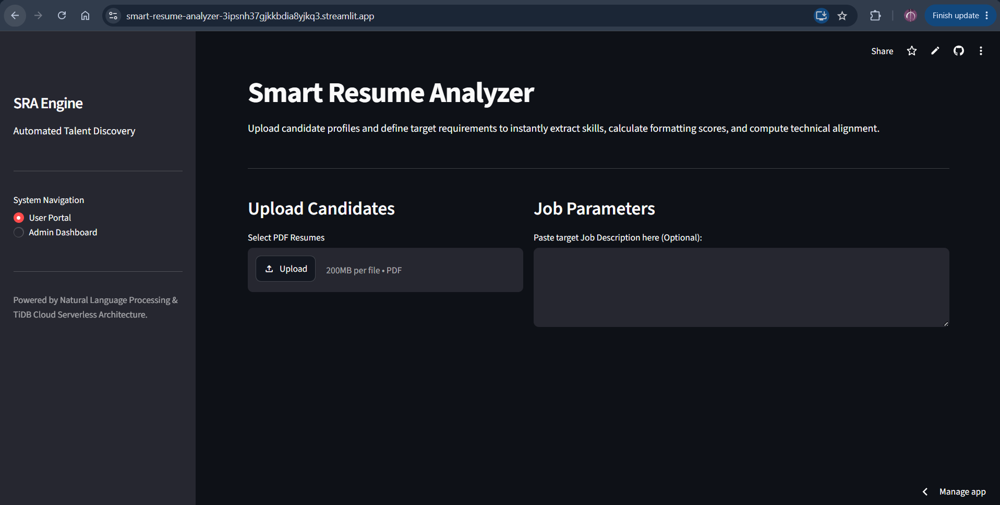 smart-resume-analyzer-3ipsnh37gjkkbdia8yjkq3.streamlit.app
Finish update
Share
SRA Engine
Automated Talent Discovery
System Navigation
User Portal
Admin Dashboard
Powered by Natural Language Processing &
TiDB Cloud Serverless Architecture.
Smart Resume Analyzer
Upload candidate profiles and define target requirements to instantly extract skills, calculate formatting scores, and compute technical alignment.
Upload Candidates
Select PDF Resumes
Upload
200MB per file • PDF
Job Parameters
Paste target Job Description here (Optional):
Manage app